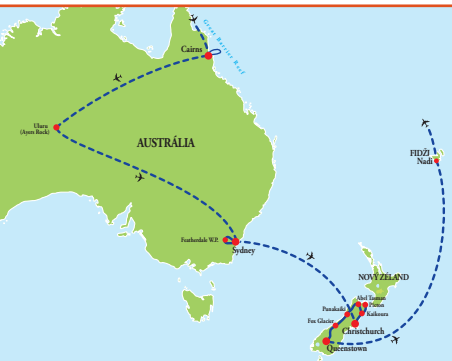 Great Barrier Reef
Cairns
Uluru
(Ayers Rock)
AUSTRÁLIA
FIDŽI
Nadi
Featherdale W.P.
Sydney
NOVÝ ZÉLAND
Abel Tasman
Picton
Punakaiki
Kaikoura
Fox Glacier
Christchurch
Queenstown